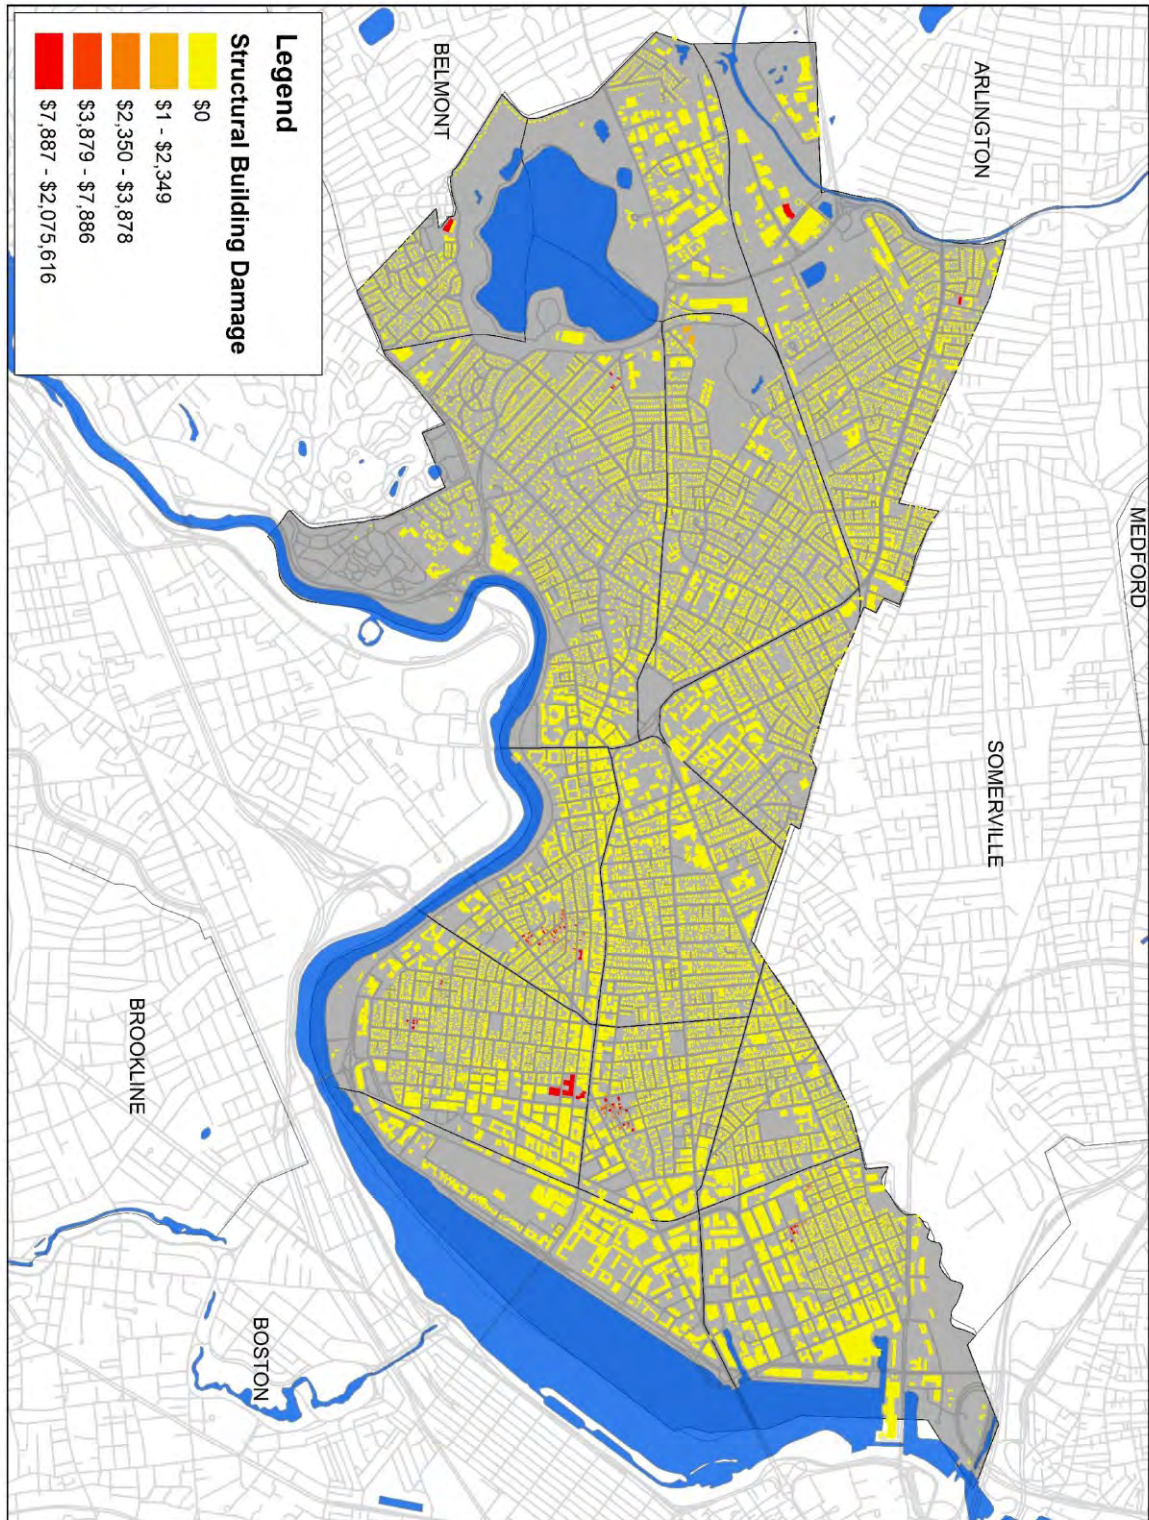 ARLINGTON
MEDFORD
SOMERVILLE
BELMONT
BROOKLINE
BOSTON
Legend
Structural Building Damage
$0
$1 - $2,349
$2,350 - $3,878
$3,879 - $7,886
$7,887 - $2,075,616